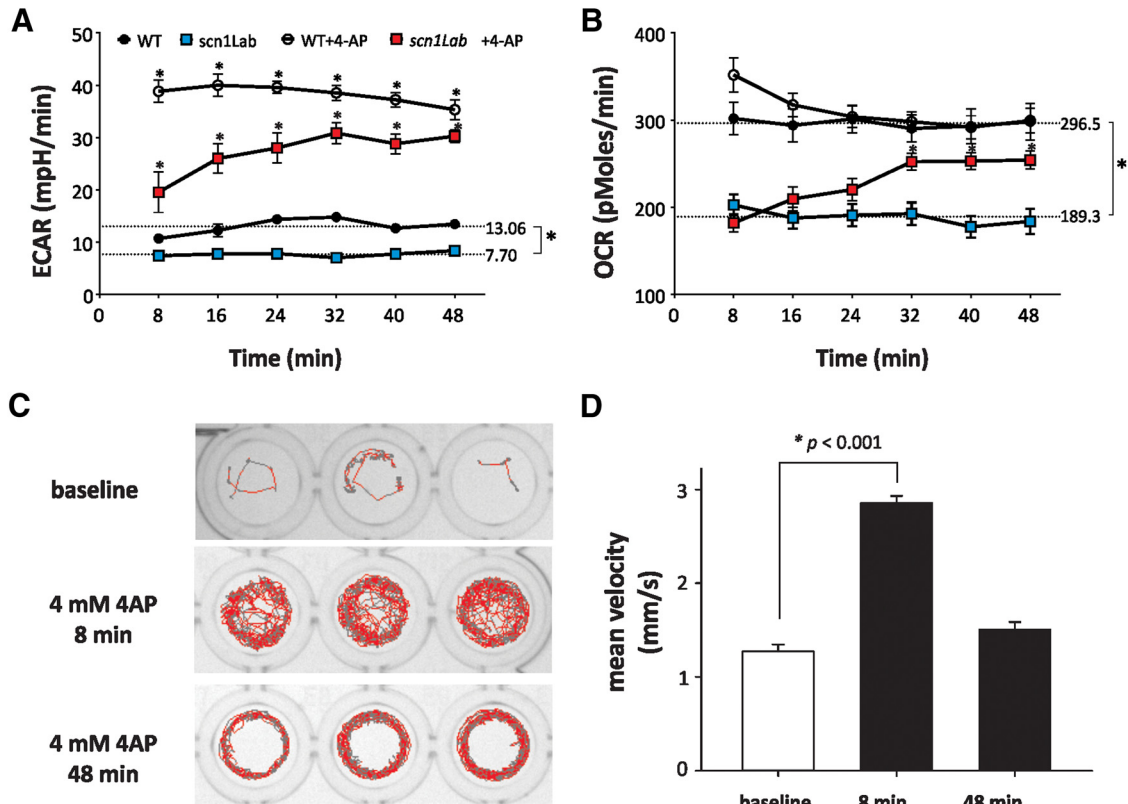 A
50
40
30
20
10
0
ECAR (mpH/min)
WT
scn1Lab
WT+4-AP
scn1Lab +4-AP
* * * * * *
* * * * * *
13.06
7.70
*
0 8 16 24 32 40 48
Time (min)
B
400
300
200
100
OCR (pMoles/min)
* * *
296.5
189.3
*
0 8 16 24 32 40 48
Time (min)
C
baseline
4 mM 4AP
8 min
4 mM 4AP
48 min
D
* p < 0.001
3
2
1
0
mean velocity
(mm/s)
baseline 8 min 48 min